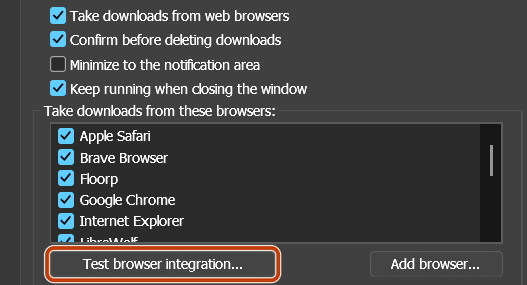 Take downloads from web browsers
Confirm before deleting downloads
Minimize to the notification area
Keep running when closing the window
Take downloads from these browsers:
Apple Safari
Brave Browser
Floorp
Google Chrome
Internet Explorer
LibreWolf
Test browser integration...
Add browser...